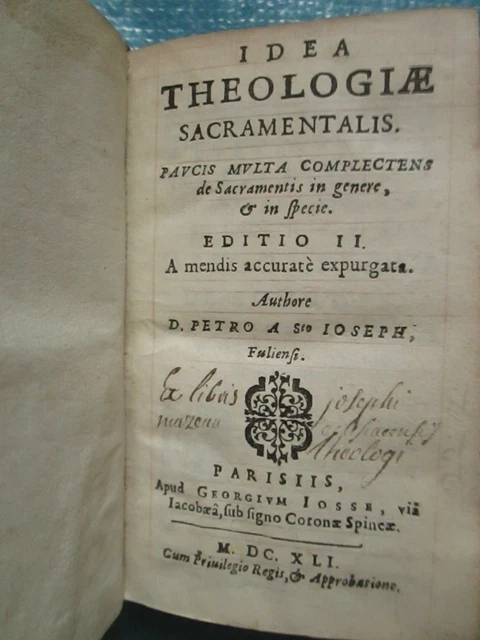 IDEA
THEOLOGIÆ
SACRAMENTALIS.
PAVCIS MVLTA COMPLECTENS
de Sacramentis in genere,
& in specie.
EDITIO II.
A mendis accuratè expurgata.
Authore
D. PETRO A Sto IOSEPH,
Fuliensi.
Ex libris josephi
theologi
PARISIIS,
Apud GEORGIVM IOSSE, viâ
Iacobæâ, sub signo Coronæ Spineæ.
M. DC. XLI.
Cum Priuilegio Regis, & Approbatione.